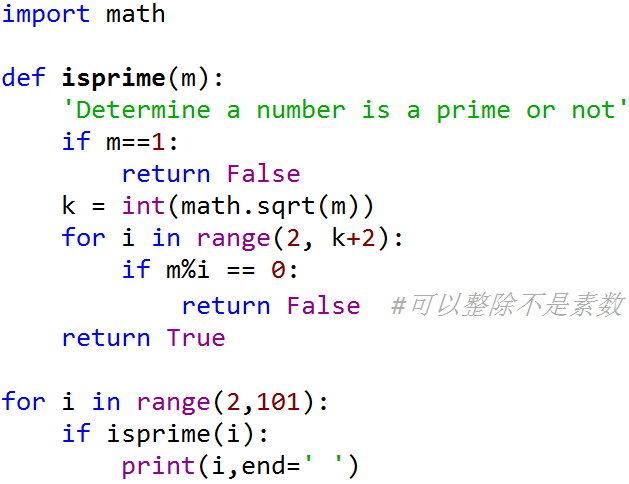 import math
def isprime(m):
    'Determine a number is a prime or not'
    if m==1:
        return False
    k = int(math.sqrt(m))
    for i in range(2, k+2):
        if m%i == 0:
            return False  #可以整除不是素数
    return True
for i in range(2,101):
    if isprime(i):
        print(i,end=' ')